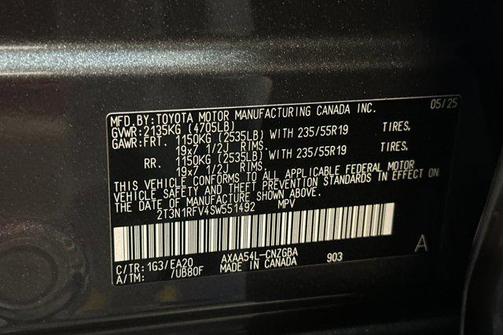 MFD.BY:TOYOTA MOTOR MANUFACTURING CANADA INC. 05/25
GVWR:2135KG (4705LB)
GAWR:FRT. 1150KG (2535LB) WITH 235/55R19 TIRES,
19x7 1/2J RIMS.
RR. 1150KG (2535LB) WITH 235/55R19 TIRES,
19x7 1/2J RIMS.
THIS VEHICLE CONFORMS TO ALL APPLICABLE FEDERAL MOTOR
VEHICLE SAFETY AND THEFT PREVENTION STANDARDS IN EFFECT ON
THE DATE OF MANUFACTURE SHOWN ABOVE.
2T3N1RFV4SW551492 MPV
C/TR:1G3/EA20 AXAA54L-CNZGBA A
A/TM: /UB80F MADE IN CANADA 903